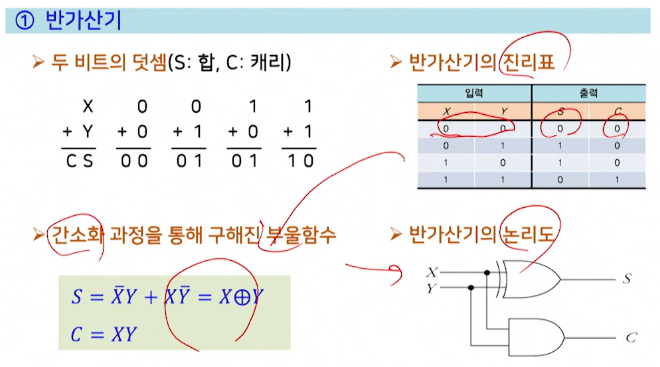 ① 반가산기
➢ 두 비트의 덧셈(S: 합, C: 캐리)
X 0 0 1 1
+ Y + 0 + 1 + 0 + 1
C S 0 0 0 1 0 1 1 0
➢ 반가산기의 진리표
입력 출력
X Y S C
0 0 0 0
0 1 1 0
1 0 1 0
1 1 0 1
➢ 간소화 과정을 통해 구해진 부울함수
S = X̄Y + XȲ = X⊕Y
C = XY
➢ 반가산기의 논리도
X
Y
S
C